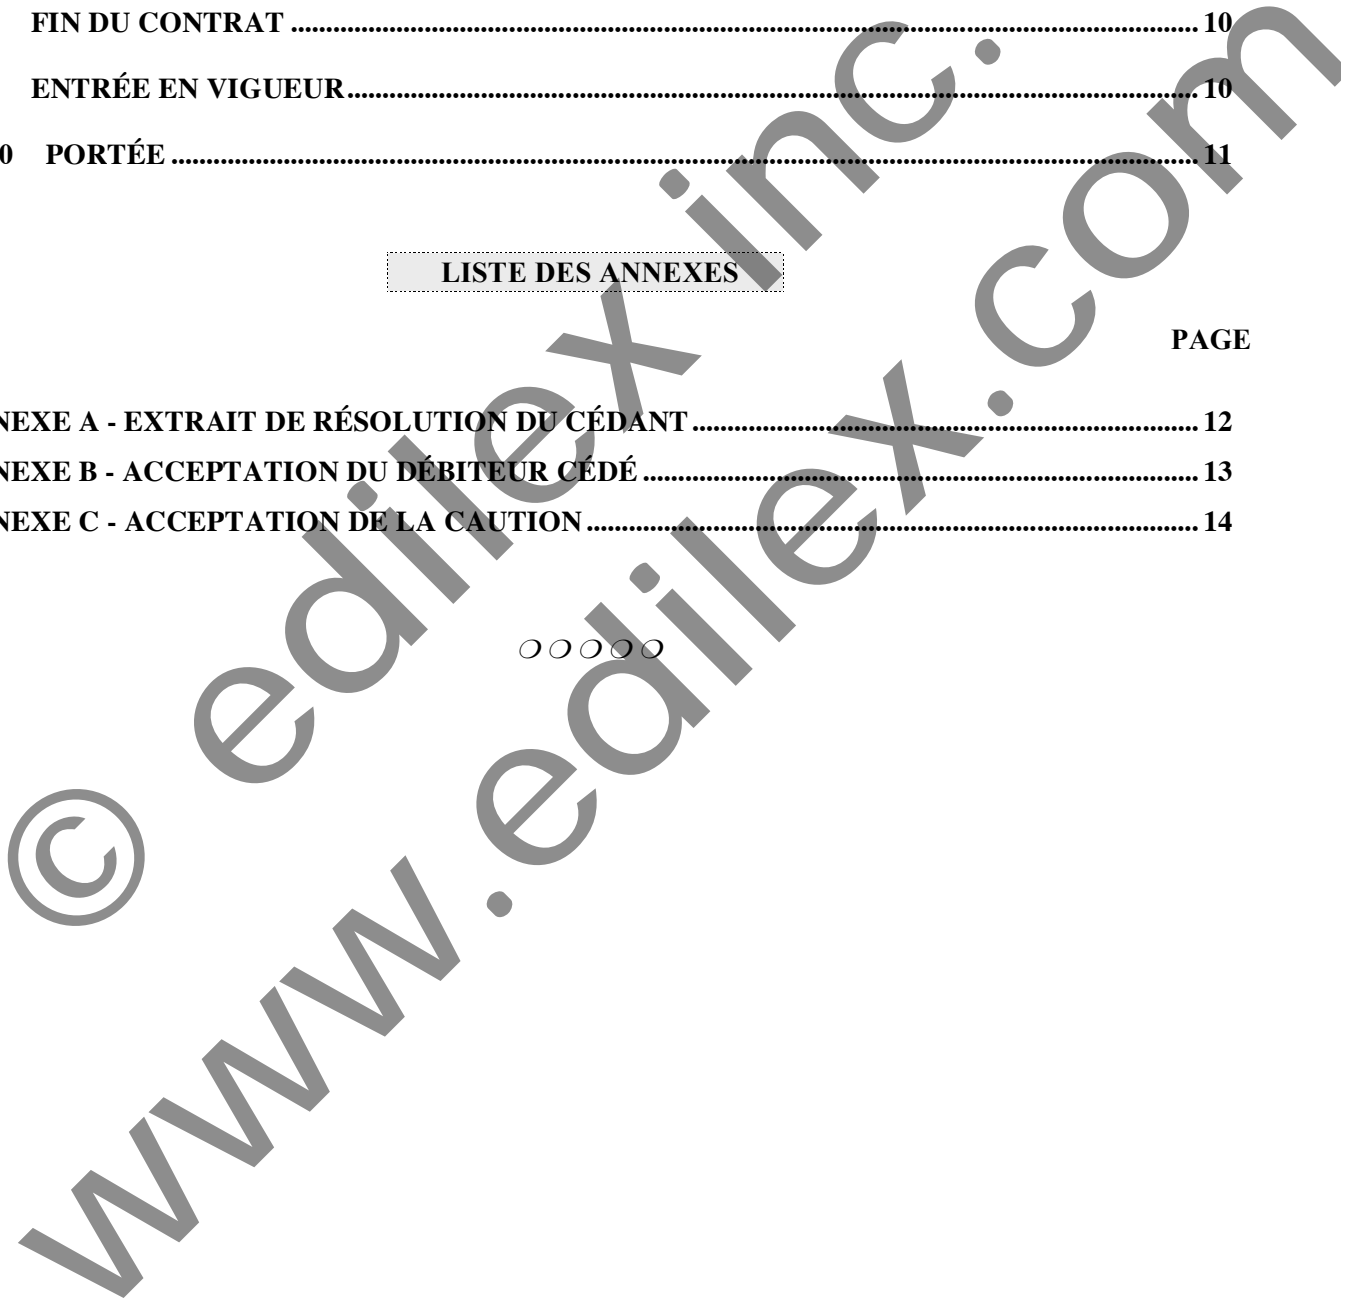 FIN DU CONTRAT ........................................ 10
ENTRÉE EN VIGUEUR ........................................ 10
0 PORTÉE ........................................ 11
LISTE DES ANNEXES
PAGE
NEXE A - EXTRAIT DE RÉSOLUTION DU CÉDANT ........................................ 12
NEXE B - ACCEPTATION DU DÉBITEUR CÉDÉ ........................................ 13
NEXE C - ACCEPTATION DE LA CAUTION ........................................ 14
❍❍❍❍❍
© edilex inc.
www.edilex.com